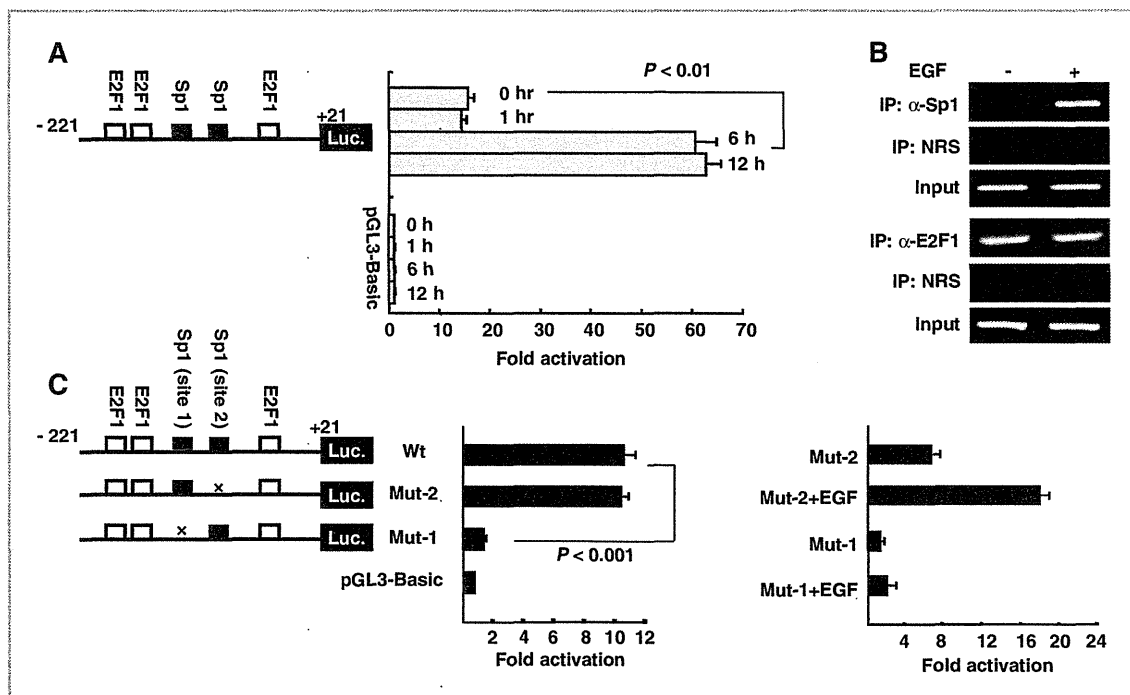 A
E2F1
E2F1
Sp1
Sp1
E2F1
- 221
+21
Luc.
P < 0.01
0 hr
1 hr
6 h
12 h
pGL3-Basic
0 h
1 h
6 h
12 h
0 10 20 30 40 50 60 70
Fold activation
B
EGF - +
IP: α-Sp1
IP: NRS
Input
IP: α-E2F1
IP: NRS
Input
C
E2F1
E2F1
Sp1 (site 1)
Sp1 (site 2)
E2F1
- 221
+21
Luc.
Wt
×
Luc.
Mut-2
×
Luc.
Mut-1
P < 0.001
pGL3-Basic
2 4 6 8 10 12
Fold activation
Mut-2
Mut-2+EGF
Mut-1
Mut-1+EGF
4 8 12 16 20 24
Fold activation